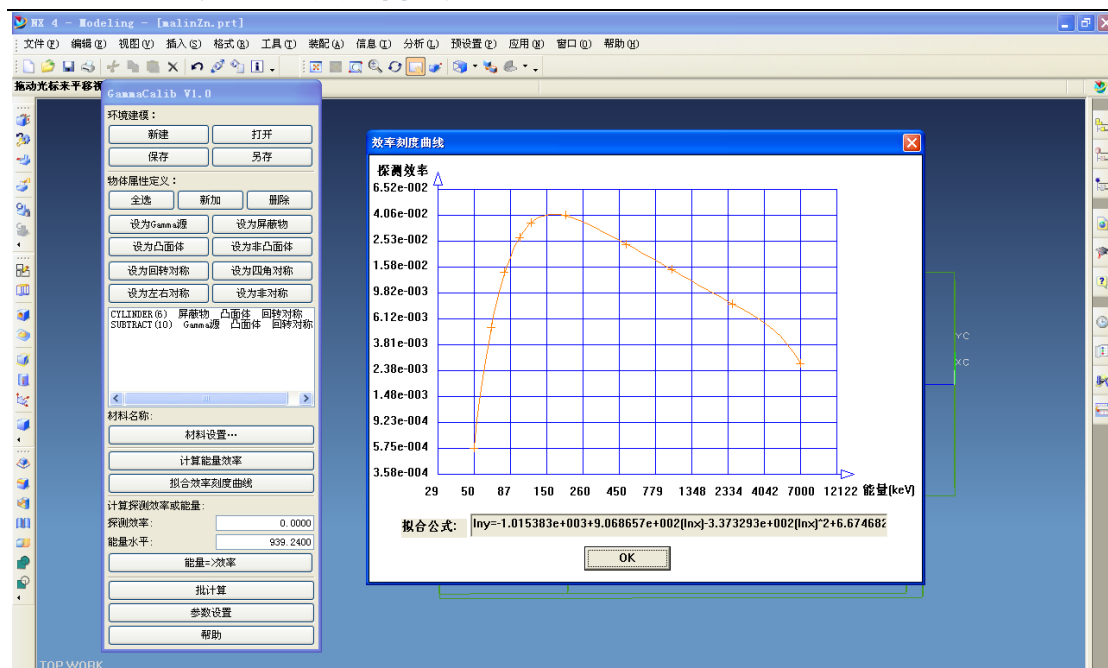 NX 4 - Modeling - [malinZn.prt]
文件(F) 编辑(E) 视图(V) 插入(S) 格式(R) 工具(T) 装配(A) 信息(I) 分析(L) 预设置(P) 应用(N) 窗口(O) 帮助(H)
拖动光标来平移视
GammaCalib V1.0
环境建模：
新建 打开
保存 另存
物体属性定义：
全选 新加 删除
设为Gamma源 设为屏蔽物
设为凸面体 设为非凸面体
设为回转对称 设为四角对称
设为左右对称 设为非对称
CYLINDER(6) 屏蔽物 凸面体 回转对称
SUBTRACT(10) Gamma源 凸面体 回转对称
材料名称:
材料设置…
计算能量效率
拟合效率刻度曲线
计算探测效率或能量:
探测效率: 0.0000
能量水平: 939.2400
能量=>效率
批计算
参数设置
帮助
效率刻度曲线
探测效率
6.52e-002
4.06e-002
2.53e-002
1.58e-002
9.82e-003
6.12e-003
3.81e-003
2.38e-003
1.48e-003
9.23e-004
5.75e-004
3.58e-004
29 50 87 150 260 450 779 1348 2334 4042 7000 12122 能量(keV)
拟合公式: lny=-1.015383e+003+9.068657e+002(lnx)-3.373293e+002(lnx)^2+6.674682
OK
YC
XC
TOP WORK